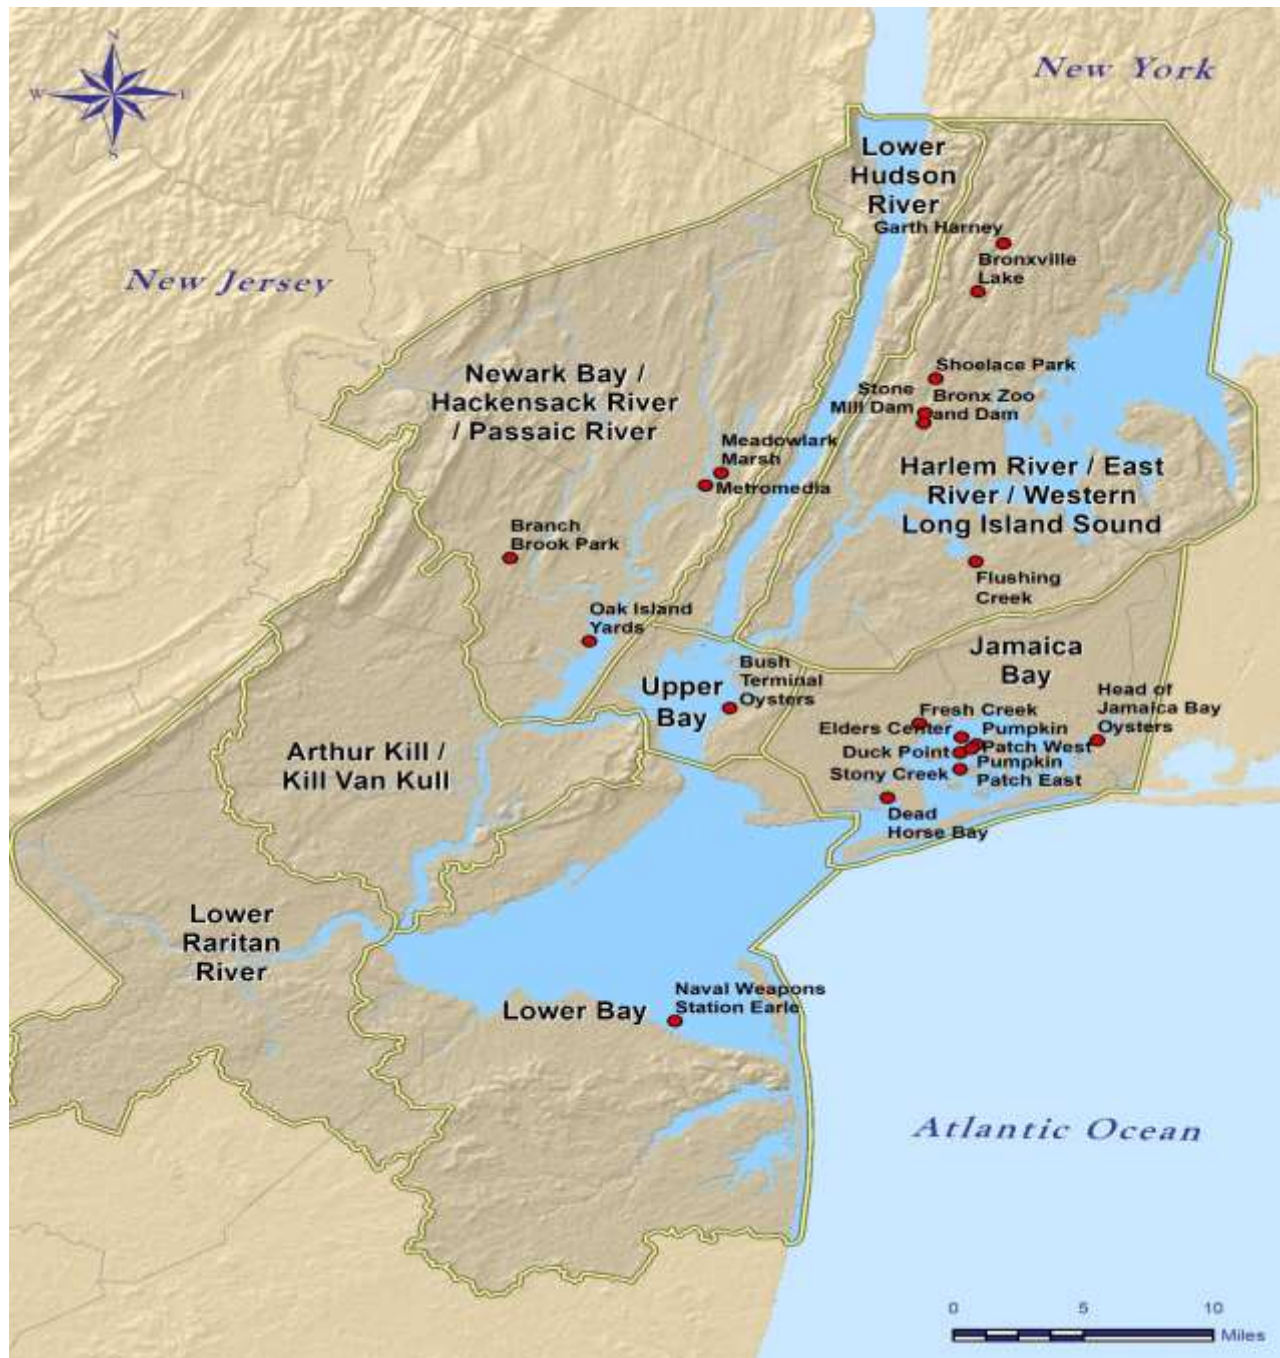 N
W
E
S
New York
New Jersey
Lower
Hudson
River
Garth Harney
Bronxville
Lake
Shoelace Park
Stone
Mill Dam
Bronx Zoo
and Dam
Newark Bay /
Hackensack River
/ Passaic River
Meadowlark
Marsh
Metromedia
Harlem River / East
River / Western
Long Island Sound
Branch
Brook Park
Flushing
Creek
Oak Island
Yards
Jamaica
Bay
Upper
Bay
Bush
Terminal
Oysters
Head of
Jamaica Bay
Oysters
Fresh Creek
Elders Center
Pumpkin
Patch West
Duck Point
Pumpkin
Patch East
Stony Creek
Dead
Horse Bay
Arthur Kill /
Kill Van Kull
Lower
Raritan
River
Naval Weapons
Station Earle
Lower Bay
Atlantic Ocean
0 5 10
Miles